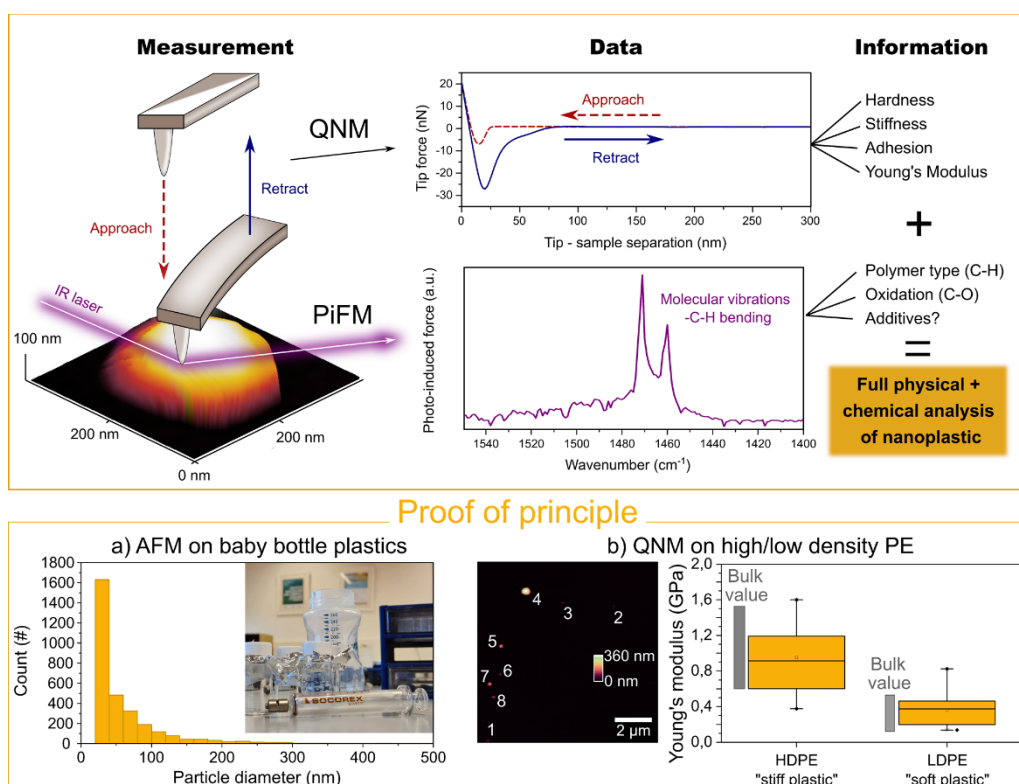 Measurement
Data
Information
QNM
Approach
Retract
IR laser
PiFM
100 nm
200 nm
200 nm
0 nm
Tip force (nN)
20
10
0
-10
-20
-30
Approach
Retract
0
50
100
150
200
250
300
Tip - sample separation (nm)
Hardness
Stiffness
Adhesion
Young's Modulus
+
Photo-induced force (a.u.)
Molecular vibrations
-C-H bending
1540
1520
1500
1480
1460
1440
1420
1400
Wavenumber (cm⁻¹)
Polymer type (C-H)
Oxidation (C-O)
Additives?
=
Full physical +
chemical analysis
of nanoplastic
Proof of principle
a) AFM on baby bottle plastics
Count (#)
1800
1600
1400
1200
1000
800
600
400
200
0
SOCOREX
0
100
200
300
400
500
Particle diameter (nm)
b) QNM on high/low density PE
4
3
2
5
6
7
8
1
360 nm
0 nm
2 µm
Young's modulus (GPa)
2,0
1,6
1,2
0,8
0,4
0,0
Bulk
value
Bulk
value
HDPE
"stiff plastic"
LDPE
"soft plastic"